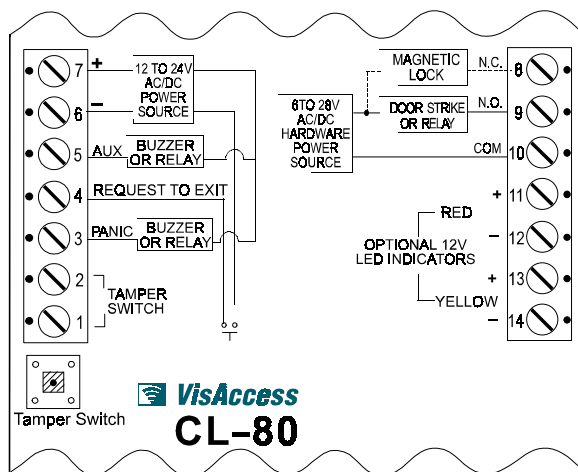 7 + 12 TO 24V
AC/DC
POWER
SOURCE
6 −
5 AUX BUZZER
OR RELAY
4 REQUEST TO EXIT
3 PANIC BUZZER
OR RELAY
2
TAMPER
SWITCH
1
Tamper Switch
MAGNETIC
LOCK
N.C. 8
6TO 28V
AC/DC
HARDWARE
POWER
SOURCE
DOOR STRIKE
OR RELAY
N.O. 9
COM 10
+ 11
RED
− 12
OPTIONAL 12V
LED INDICATORS
+ 13
YELLOW
− 14
VisAccess
CL-80